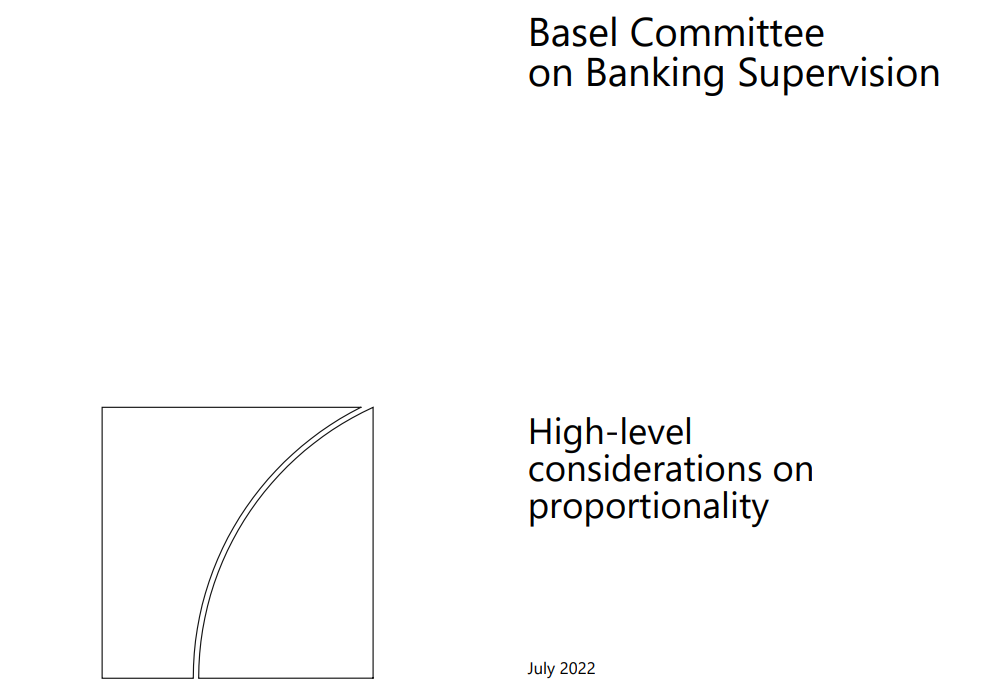 Basel Committee
on Banking Supervision
High-level
considerations on
proportionality
July 2022